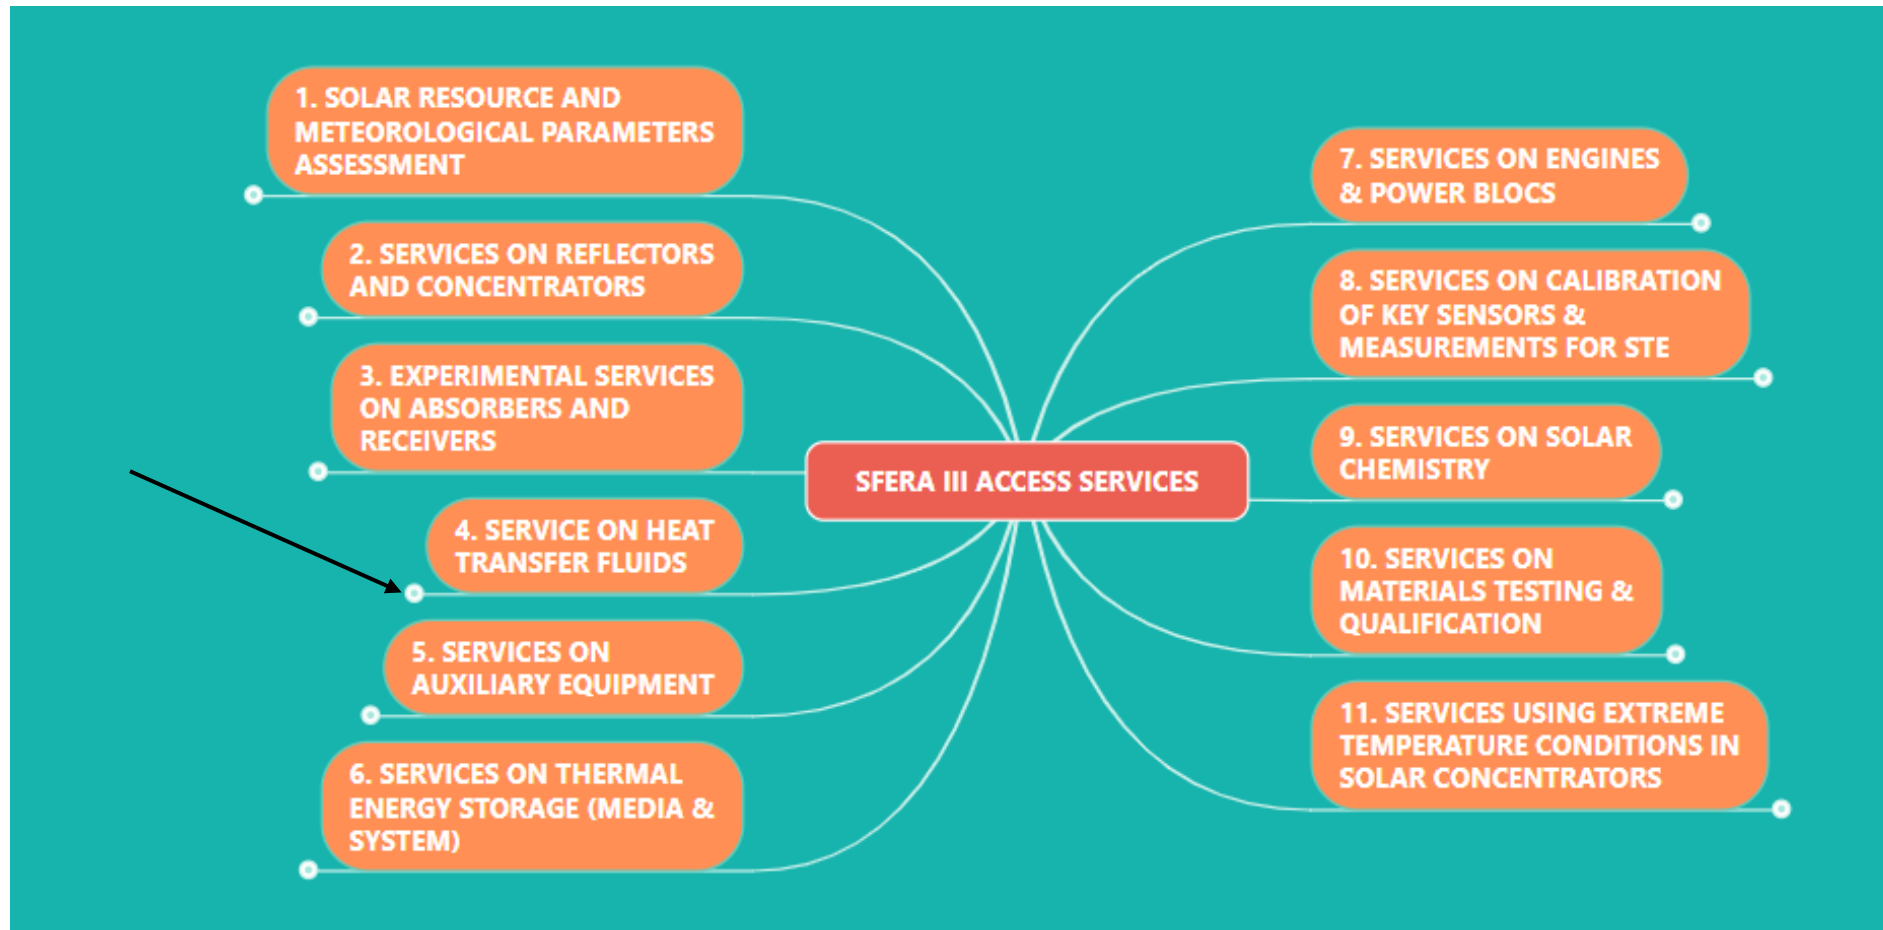 1. SOLAR RESOURCE AND
METEOROLOGICAL PARAMETERS
ASSESSMENT
2. SERVICES ON REFLECTORS
AND CONCENTRATORS
3. EXPERIMENTAL SERVICES
ON ABSORBERS AND
RECEIVERS
4. SERVICE ON HEAT
TRANSFER FLUIDS
5. SERVICES ON
AUXILIARY EQUIPMENT
6. SERVICES ON THERMAL
ENERGY STORAGE (MEDIA &
SYSTEM)
SFERA III ACCESS SERVICES
7. SERVICES ON ENGINES
& POWER BLOCS
8. SERVICES ON CALIBRATION
OF KEY SENSORS &
MEASUREMENTS FOR STE
9. SERVICES ON SOLAR
CHEMISTRY
10. SERVICES ON
MATERIALS TESTING &
QUALIFICATION
11. SERVICES USING EXTREME
TEMPERATURE CONDITIONS IN
SOLAR CONCENTRATORS